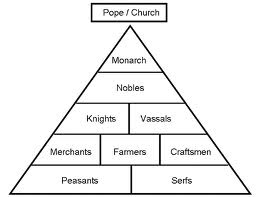 Pope / Church
Monarch
Nobles
Knights Vassals
Merchants Farmers Craftsmen
Peasants Serfs